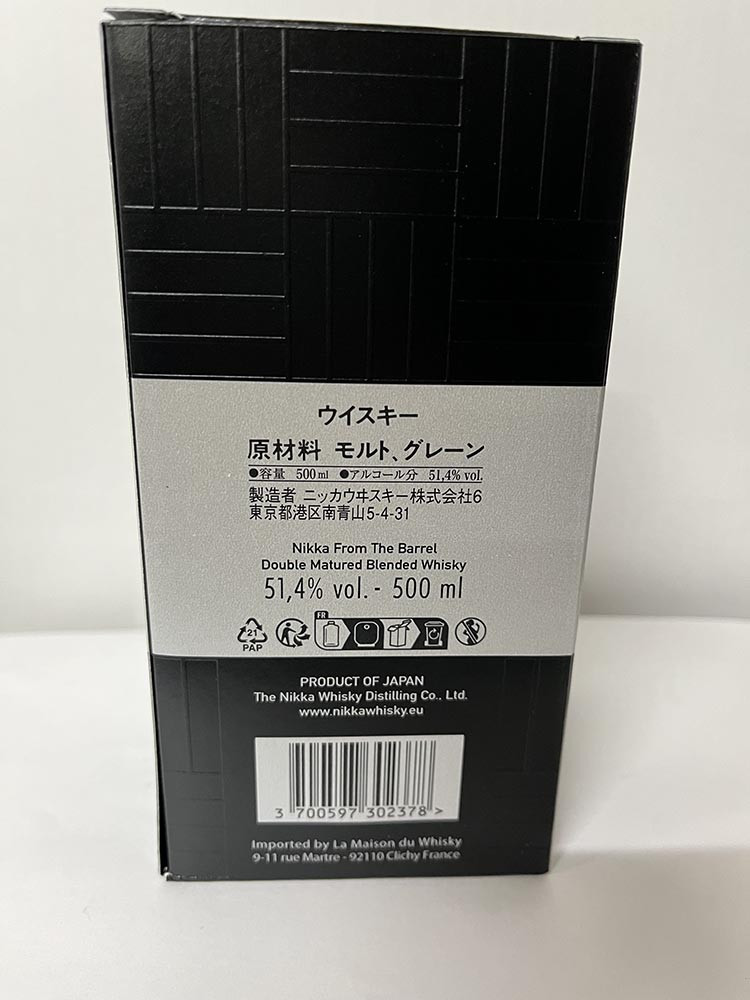 ウイスキー
原材料 モルト、グレーン
●容量 500ml ●アルコール分 51,4% vol.
製造者 ニッカウヰスキー株式会社6
東京都港区南青山5-4-31
Nikka From The Barrel
Double Matured Blended Whisky
51,4% vol. - 500 ml
FR
21
PAP
PRODUCT OF JAPAN
The Nikka Whisky Distilling Co., Ltd.
www.nikkawhisky.eu
3 700597 302378 >
Imported by La Maison du Whisky
9-11 rue Martre - 92110 Clichy France